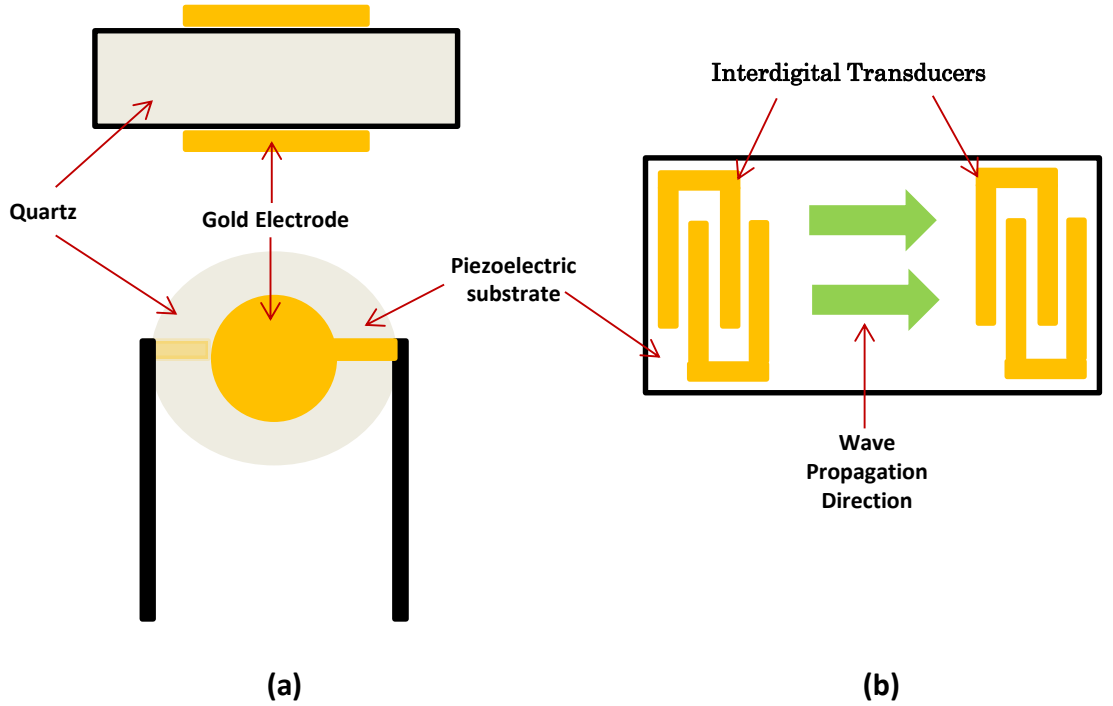 Interdigital Transducers
Quartz
Gold Electrode
Piezoelectric
substrate
Wave
Propagation
Direction
(a)
(b)